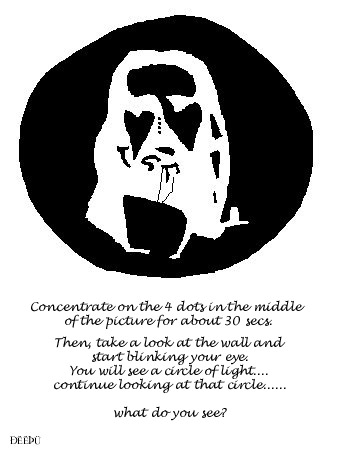 Concentrate on the 4 dots in the middle
of the picture for about 30 secs.
Then, take a look at the wall and
start blinking your eye.
You will see a circle of light....
continue looking at that circle......
what do you see?
DEEPU